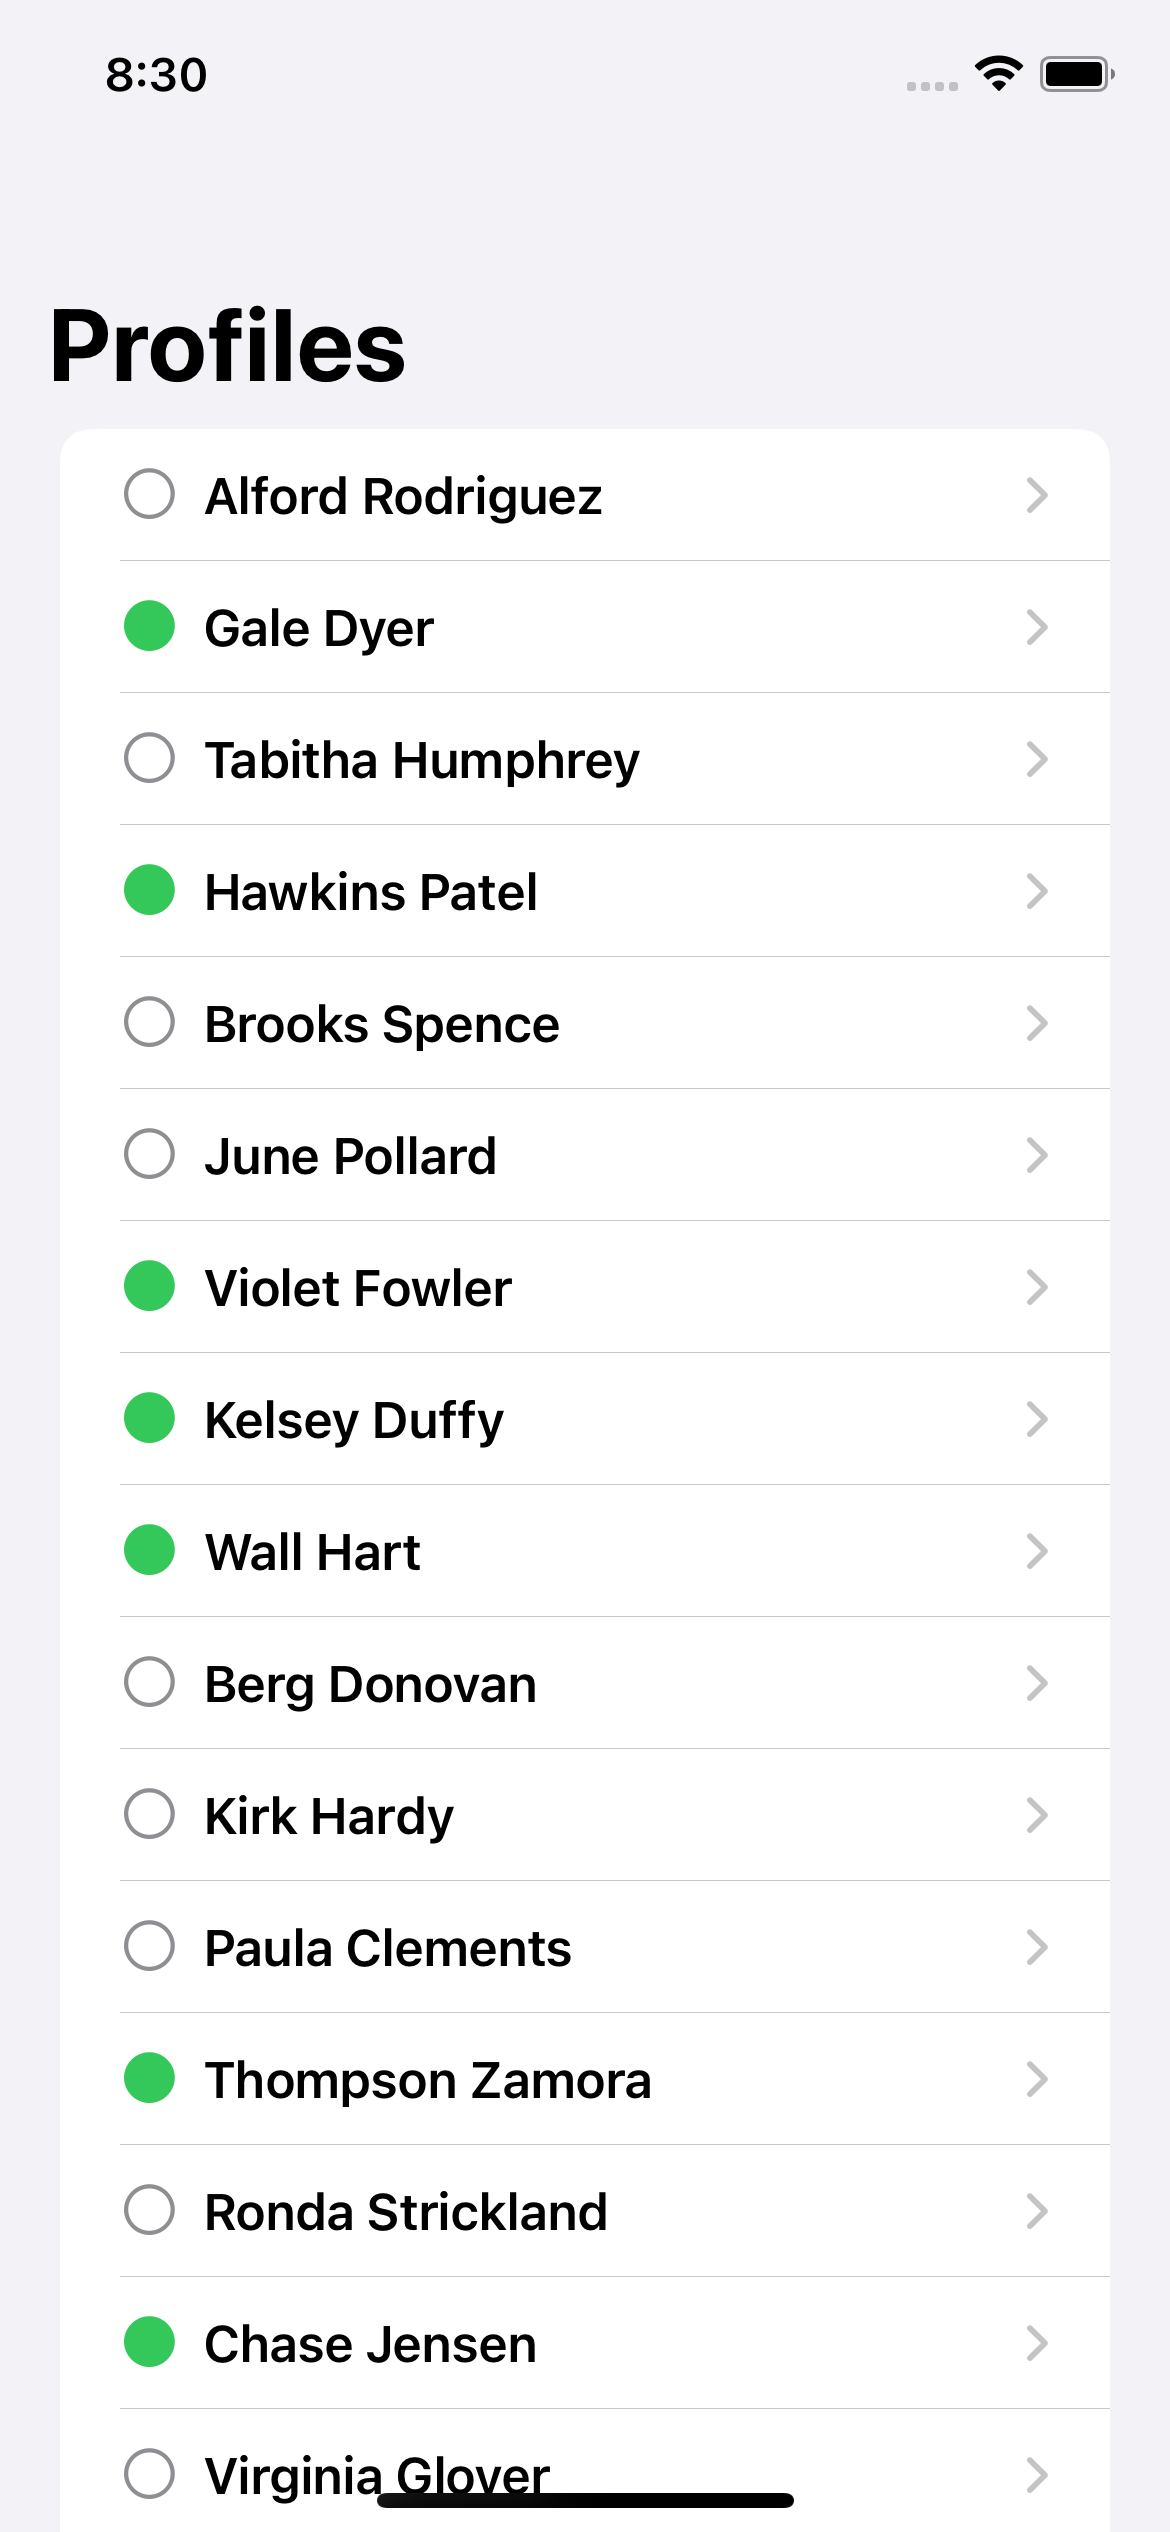 8:30
Profiles
Alford Rodriguez
Gale Dyer
Tabitha Humphrey
Hawkins Patel
Brooks Spence
June Pollard
Violet Fowler
Kelsey Duffy
Wall Hart
Berg Donovan
Kirk Hardy
Paula Clements
Thompson Zamora
Ronda Strickland
Chase Jensen
Virginia Glover